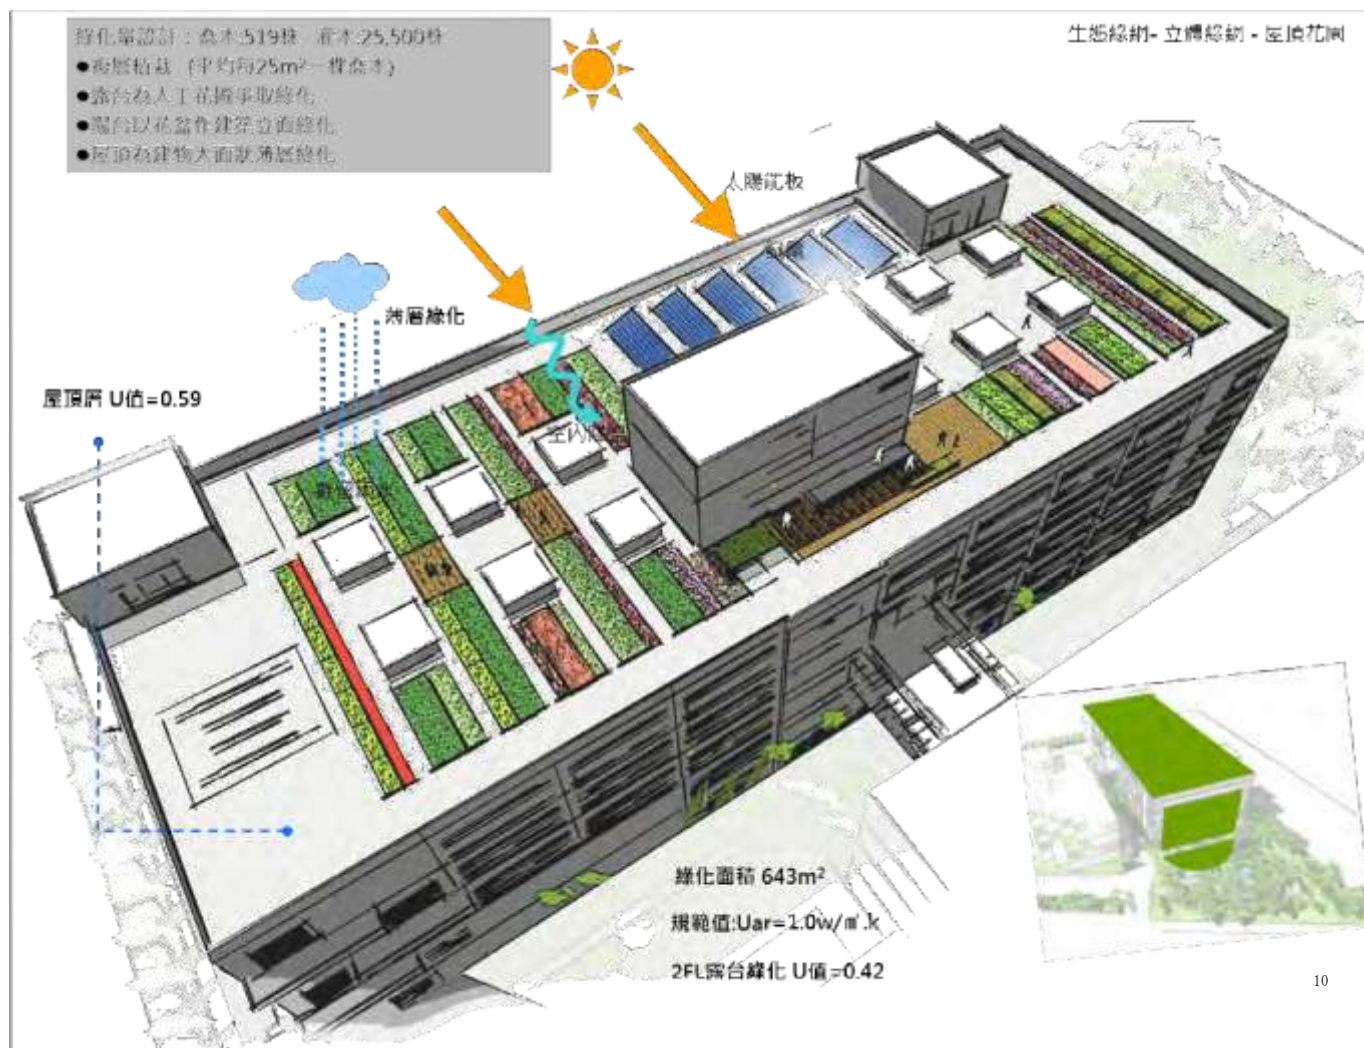 綠化量設計：喬木:519株 灌木:25,500株
●複層植栽 (平均每25m²一棵喬木)
●露台為人工花園爭取綠化
●陽台以花盆作建築立面綠化
●屋頂為建物大面狀薄層綠化
生態綠網- 立體綠網 - 屋頂花園
太陽能板
薄層綠化
屋頂層 U值=0.59
室內
綠化面積 643m²
規範值:Uar=1.0w/㎡.k
2FL露台綠化 U值=0.42
10